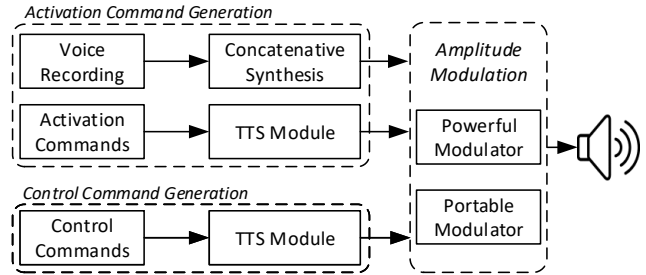 Activation Command Generation
Voice
Recording
Concatenative
Synthesis
Amplitude
Modulation
Activation
Commands
TTS Module
Powerful
Modulator
Control Command Generation
Control
Commands
TTS Module
Portable
Modulator